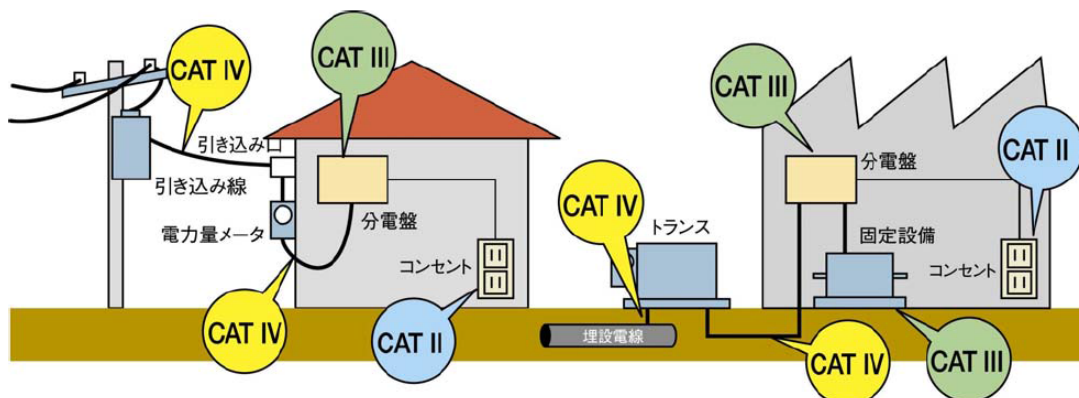 CAT IV
CAT III
引き込み口
引き込み線
電力量メータ
分電盤
コンセント
CAT IV
CAT II
CAT IV
トランス
埋設電線
CAT III
分電盤
CAT II
固定設備
コンセント
CAT IV
CAT III